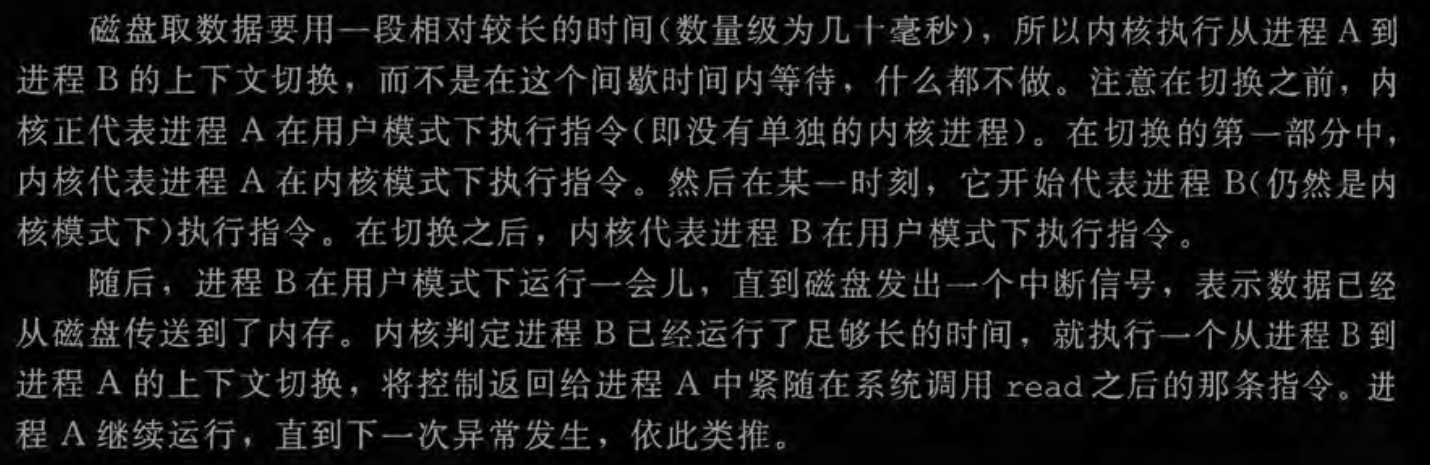 磁盘取数据要用一段相对较长的时间(数量级为几十毫秒)，所以内核执行从进程 A 到
进程 B 的上下文切换，而不是在这个间歇时间内等待，什么都不做。注意在切换之前，内
核正代表进程 A 在用户模式下执行指令(即没有单独的内核进程)。在切换的第一部分中，
内核代表进程 A 在内核模式下执行指令。然后在某一时刻，它开始代表进程 B(仍然是内
核模式下)执行指令。在切换之后，内核代表进程 B 在用户模式下执行指令。
随后，进程 B 在用户模式下运行一会儿，直到磁盘发出一个中断信号，表示数据已经
从磁盘传送到了内存。内核判定进程 B 已经运行了足够长的时间，就执行一个从进程 B 到
进程 A 的上下文切换，将控制返回给进程 A 中紧随在系统调用 read 之后的那条指令。进
程 A 继续运行，直到下一次异常发生，依此类推。